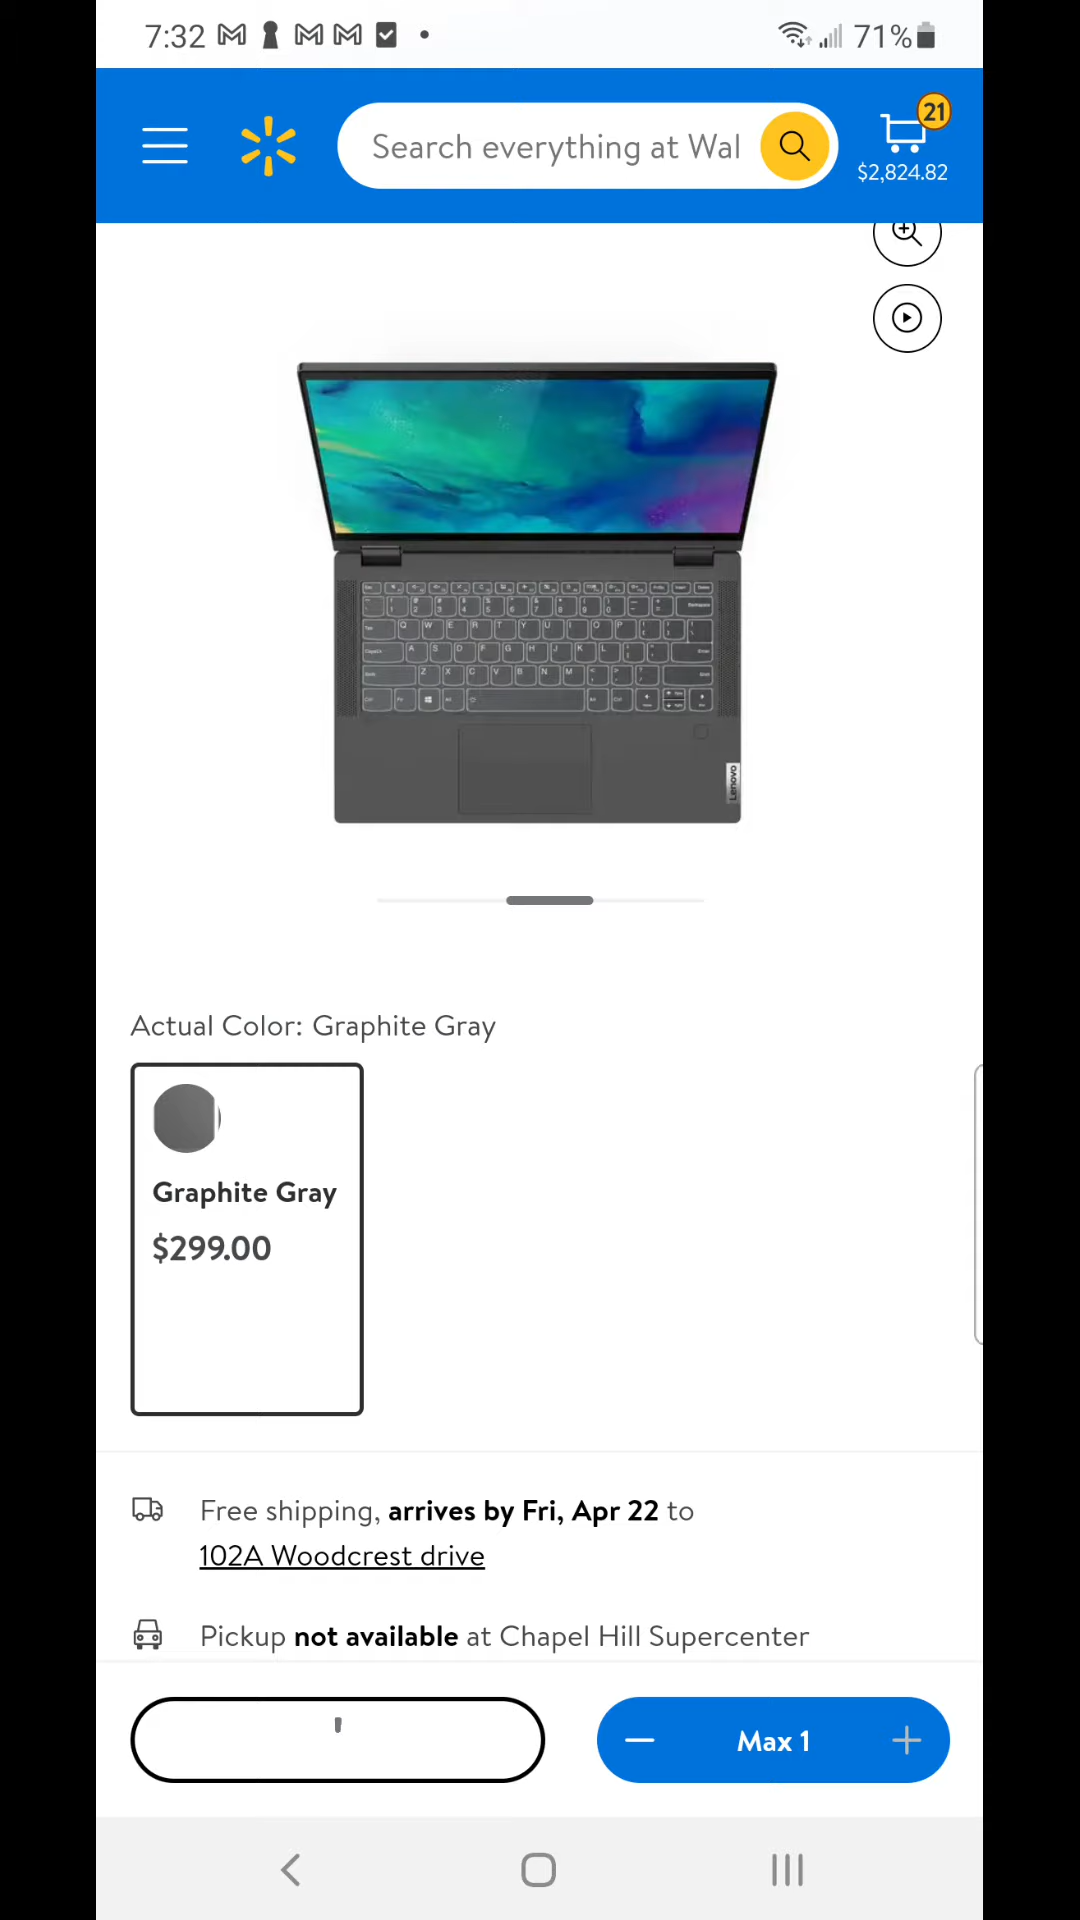 7:32
71%
21
Search everything at Wal
$2,824.82
Lenovo
Actual Color: Graphite Gray
Graphite Gray
$299.00
Free shipping, arrives by Fri, Apr 22 to
102A Woodcrest drive
Pickup not available at Chapel Hill Supercenter
Max 1